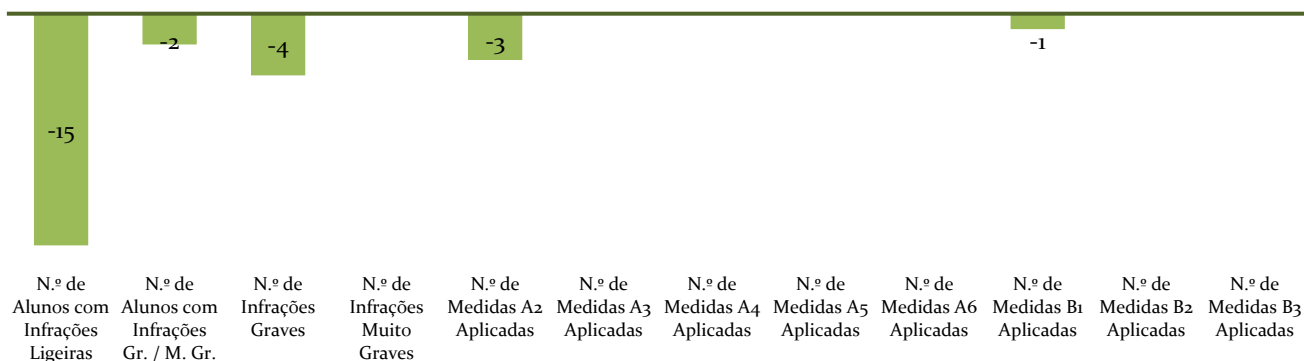 -15
-2
-4
-3
-1
N.º de
Alunos com
Infrações
Ligeiras
N.º de
Alunos com
Infrações
Gr. / M. Gr.
N.º de
Infrações
Graves
N.º de
Infrações
Muito
Graves
N.º de
Medidas A2
Aplicadas
N.º de
Medidas A3
Aplicadas
N.º de
Medidas A4
Aplicadas
N.º de
Medidas A5
Aplicadas
N.º de
Medidas A6
Aplicadas
N.º de
Medidas B1
Aplicadas
N.º de
Medidas B2
Aplicadas
N.º de
Medidas B3
Aplicadas